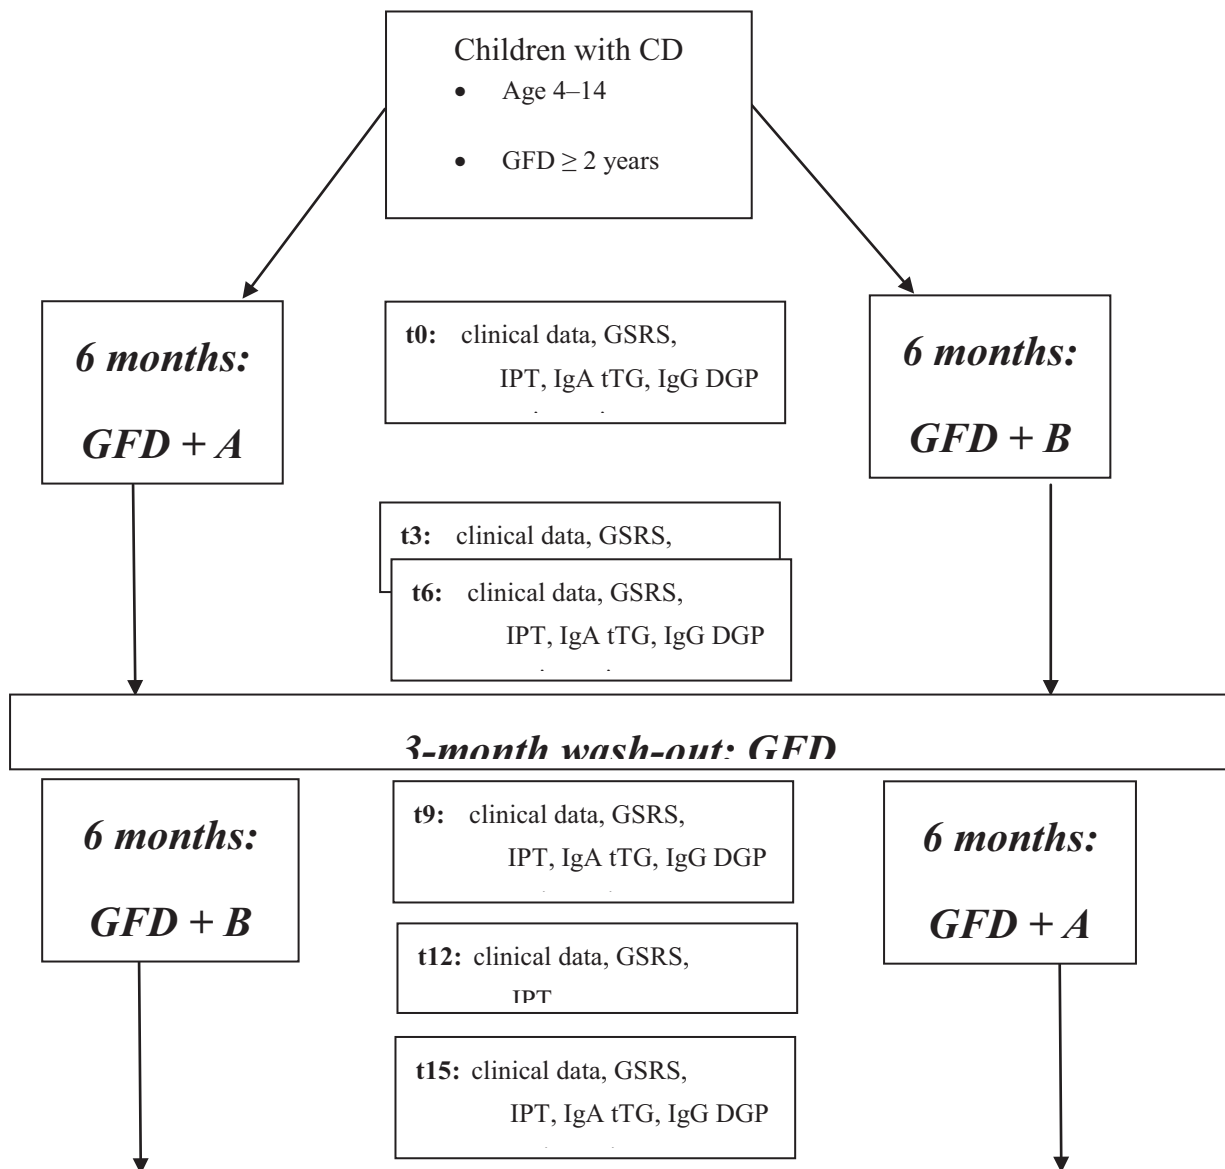 Children with CD
• Age 4–14
• GFD ≥ 2 years
6 months:
GFD + A
t0: clinical data, GSRS,
IPT, IgA tTG, IgG DGP
6 months:
GFD + B
t3: clinical data, GSRS,
t6: clinical data, GSRS,
IPT, IgA tTG, IgG DGP
3-month wash-out: GFD
6 months:
GFD + B
t9: clinical data, GSRS,
IPT, IgA tTG, IgG DGP
6 months:
GFD + A
t12: clinical data, GSRS,
IPT
t15: clinical data, GSRS,
IPT, IgA tTG, IgG DGP